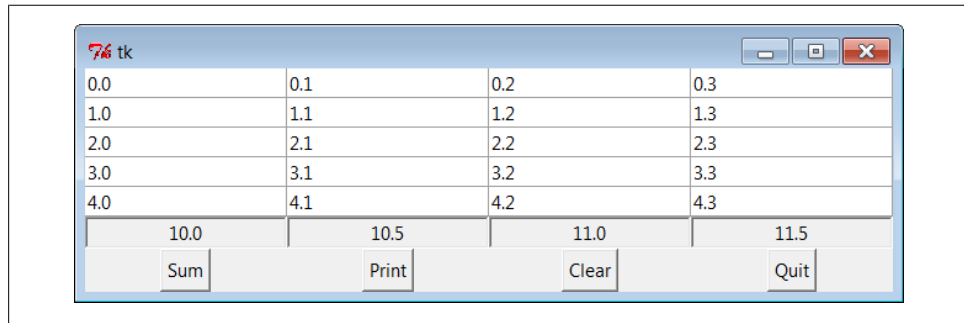 tk
0.0 0.1 0.2 0.3
1.0 1.1 1.2 1.3
2.0 2.1 2.2 2.3
3.0 3.1 3.2 3.3
4.0 4.1 4.2 4.3
10.0 10.5 11.0 11.5
Sum Print Clear Quit